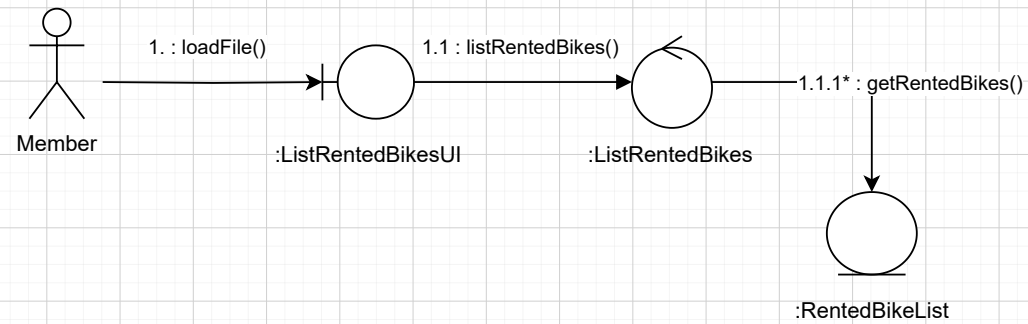 1. : loadFile()
1.1 : listRentedBikes()
1.1.1* : getRentedBikes()
Member
:ListRentedBikesUI
:ListRentedBikes
:RentedBikeList